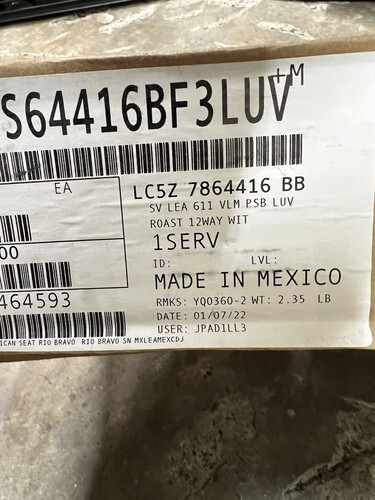 +M
S64416BF3LUV
EA
LC5Z 7864416 BB
SV LEA 611 VLM PSB LUV
ROAST 12WAY WIT
1SERV
00
ID: LVL:
MADE IN MEXICO
464593
RMKS: YQ0360-2 WT: 2.35 LB
DATE: 01/07/22
USER: JPADILL3
ICAN SEAT RIO BRAVO RIO BRAVO SN MXLEAMEXCDJ